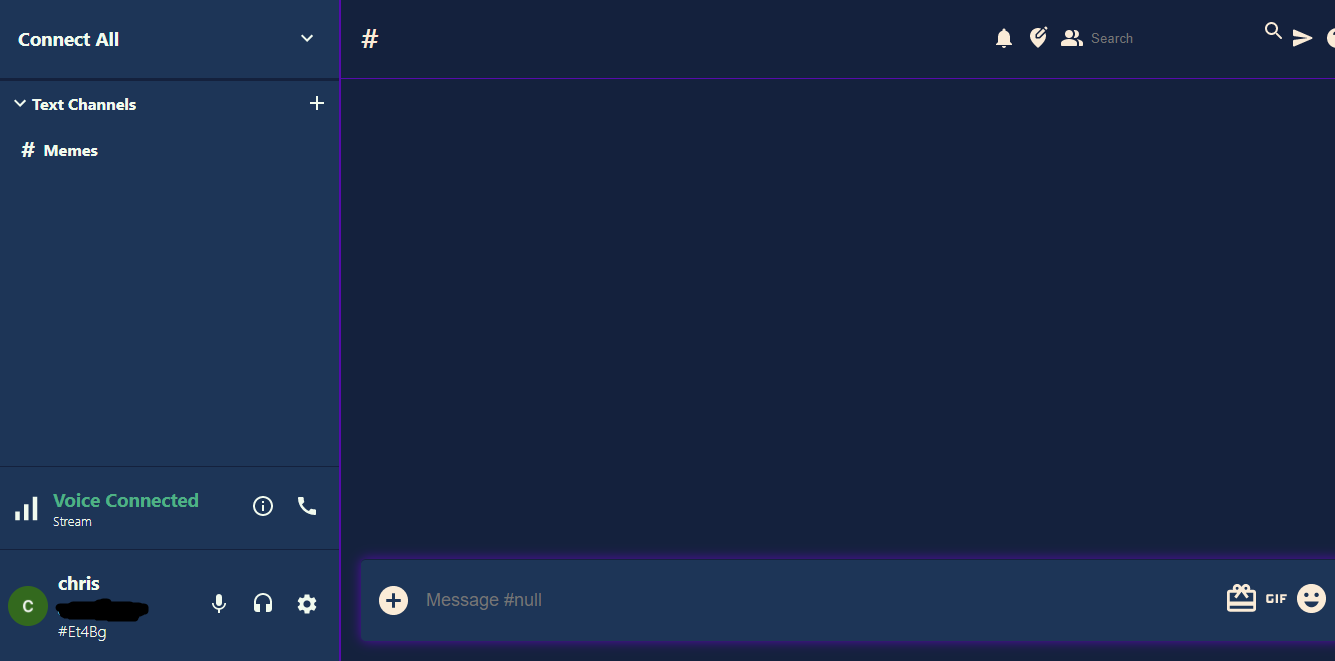 Connect All
Text Channels
# Memes
Voice Connected
Stream
C
chris
#Et4Bg
#
Search
Message #null
GIF